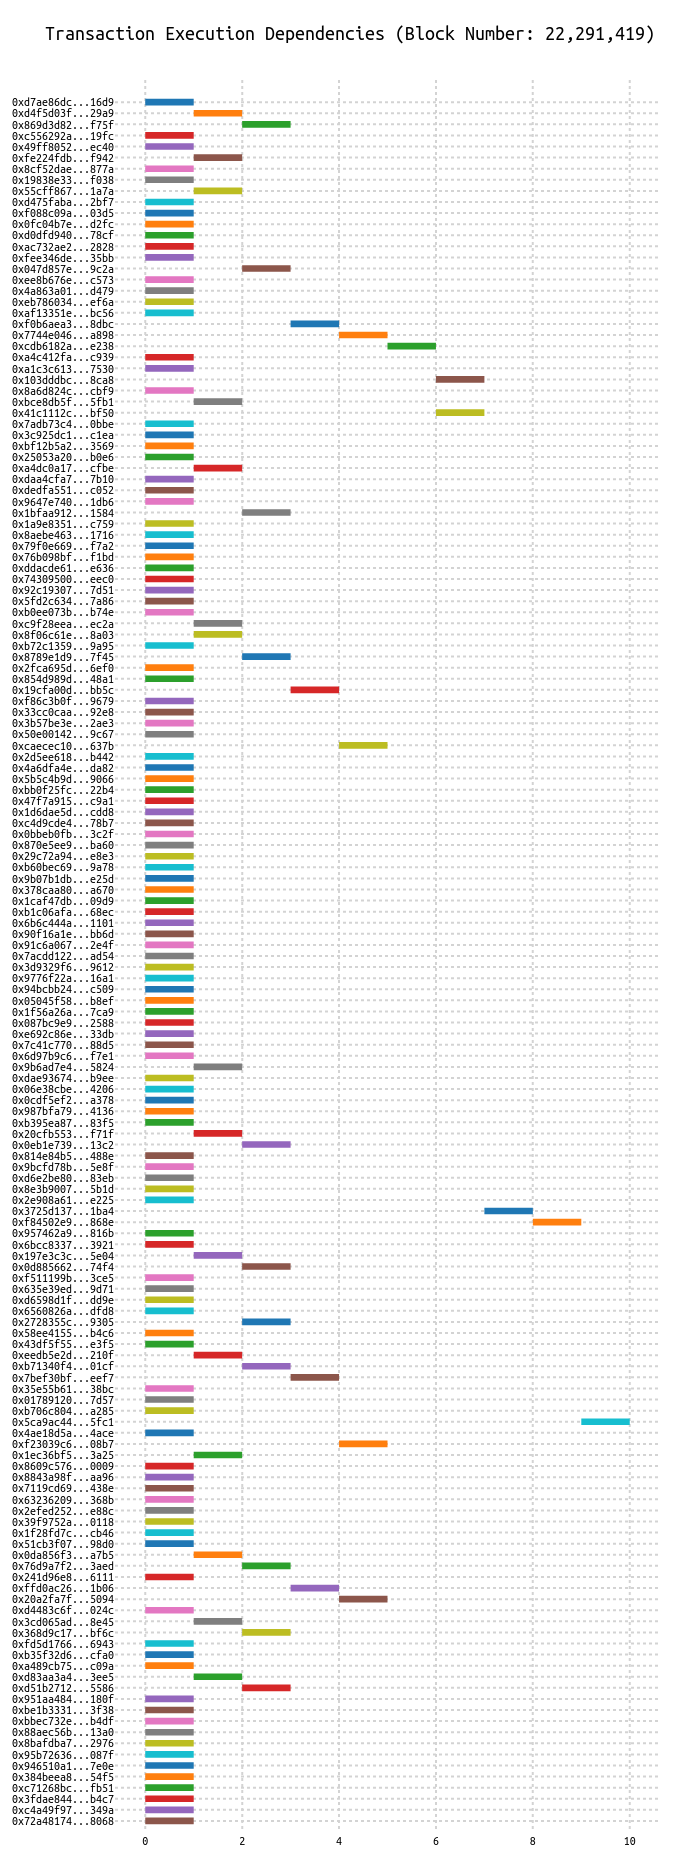 Transaction Execution Dependencies (Block Number: 22,291,419)
0xd7ae86dc...16d9
0xd4f5d03f...29a9
0x869d3d82...f75f
0xc556292a...19fc
0x49ff8052...ec40
0xfe224fdb...f942
0x8cf52dae...877a
0x19838e33...f038
0x55cff867...1a7a
0xd475faba...2bf7
0xf088c09a...03d5
0x0fc04b7e...d2fc
0xd0dfd940...78cf
0xac732ae2...2828
0xfee346de...35bb
0x047d857e...9c2a
0xee8b676e...c573
0x4a863a01...d479
0xeb786034...ef6a
0xaf13351e...bc56
0xf0b6aea3...8dbc
0x7744e046...a898
0xcdb6182a...e238
0xa4c412fa...c939
0xa1c3c613...7530
0x103dddbc...8ca8
0x8a6d824c...cbf9
0xbce8db5f...5fb1
0x41c1112c...bf50
0x7adb73c4...0bbe
0x3c925dc1...c1ea
0xbf12b5a2...3569
0x25053a20...b0e6
0xa4dc0a17...cfbe
0xdaa4cfa7...7b10
0xdedfa551...c052
0x9647e740...1db6
0x1bfaa912...1584
0x1a9e8351...c759
0x8aebe463...1716
0x79f0e669...f7a2
0x76b098bf...f1bd
0xddacde61...e636
0x74309500...eec0
0x92c19307...7d51
0x5fd2c634...7a86
0xb0ee073b...b74e
0xc9f28eea...ec2a
0x8f06c61e...8a03
0xb72c1359...9a95
0x8789e1d9...7f45
0x2fca695d...6ef0
0x854d989d...48a1
0x19cfa00d...bb5c
0xf86c3b0f...9679
0x33cc0caa...92e8
0x3b57be3e...2ae3
0x50e00142...9c67
0xcaecec10...637b
0x2d5ee618...b442
0x4a6dfa4e...da82
0x5b5c4b9d...9066
0xbb0f25fc...22b4
0x47f7a915...c9a1
0x1d6dae5d...cdd8
0xc4d9cde4...78b7
0x0bbeb0fb...3c2f
0x870e5ee9...ba60
0x29c72a94...e8e3
0xb60bec69...9a78
0x9b07b1db...e25d
0x378caa80...a670
0x1caf47db...09d9
0xb1c06afa...68ec
0x6b6c444a...1101
0x90f16a1e...bb6d
0x91c6a067...2e4f
0x7acdd122...ad54
0x3d9329f6...9612
0x9776f22a...16a1
0x94bcbb24...c509
0x05045f58...b8ef
0x1f56a26a...7ca9
0x087bc9e9...2588
0xe692c86e...33db
0x7c41c770...88d5
0x6d97b9c6...f7e1
0x9b6ad7e4...5824
0xdae93674...b9ee
0x06e38cbe...4206
0x0cdf5ef2...a378
0x987bfa79...4136
0xb395ea87...83f5
0x20cfb553...f71f
0x0eb1e739...13c2
0x814e84b5...488e
0x9bcfd78b...5e8f
0xd6e2be80...83eb
0x8e3b9007...5b1d
0x2e908a61...e225
0x3725d137...1ba4
0xf84502e9...868e
0x957462a9...816b
0x6bcc8337...3921
0x197e3c3c...5e04
0x0d885662...74f4
0xf511199b...3ce5
0x635e39ed...9d71
0xd6598d1f...dd9e
0x6560826a...dfd8
0x2728355c...9305
0x58ee4155...b4c6
0x43df5f55...e3f5
0xeedb5e2d...210f
0xb71340f4...01cf
0x7bef30bf...eef7
0x35e55b61...38bc
0x01789120...7d57
0xb706c804...a285
0x5ca9ac44...5fc1
0x4ae18d5a...4ace
0xf23039c6...08b7
0x1ec36bf5...3a25
0x8609c576...0009
0x8843a98f...aa96
0x7119cd69...438e
0x63236209...368b
0x2efed252...e88c
0x39f9752a...0118
0x1f28fd7c...cb46
0x51cb3f07...98d0
0x0da856f3...a7b5
0x76d9a7f2...3aed
0x241d96e8...6111
0xffd0ac26...1b06
0x20a2fa7f...5094
0xd4483c6f...024c
0x3cd065ad...8e45
0x368d9c17...bf6c
0xfd5d1766...6943
0xb35f32d6...cfa0
0xa489cb75...c09a
0xd83aa3a4...3ee5
0xd51b2712...5586
0x951aa484...180f
0xbe1b3331...3f38
0xbbec732e...b4df
0x88aec56b...13a0
0x8bafdba7...2976
0x95b72636...087f
0x946510a1...7e0e
0x384beea8...54f5
0xc71268bc...fb51
0x3fdae844...b4c7
0xc4a49f97...349a
0x72a48174...8068
0 2 4 6 8 10